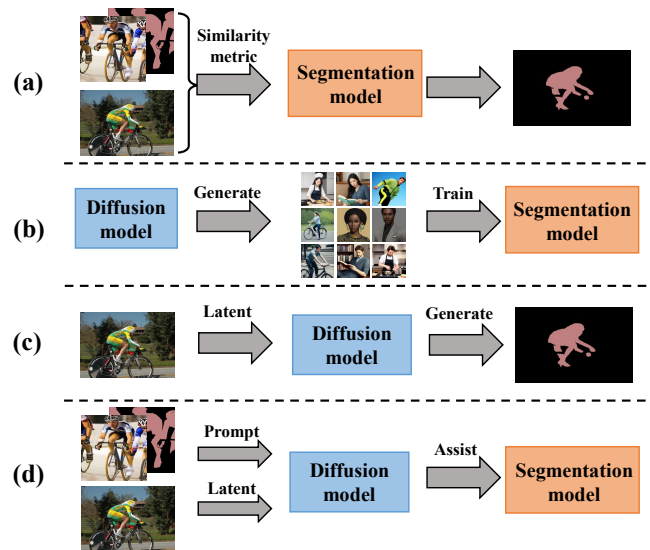 (a)
Similarity
metric
Segmentation
model
(b)
Diffusion
model
Generate
Train
Segmentation
model
(c)
Latent
Diffusion
model
Generate
(d)
Prompt
Latent
Diffusion
model
Assist
Segmentation
model